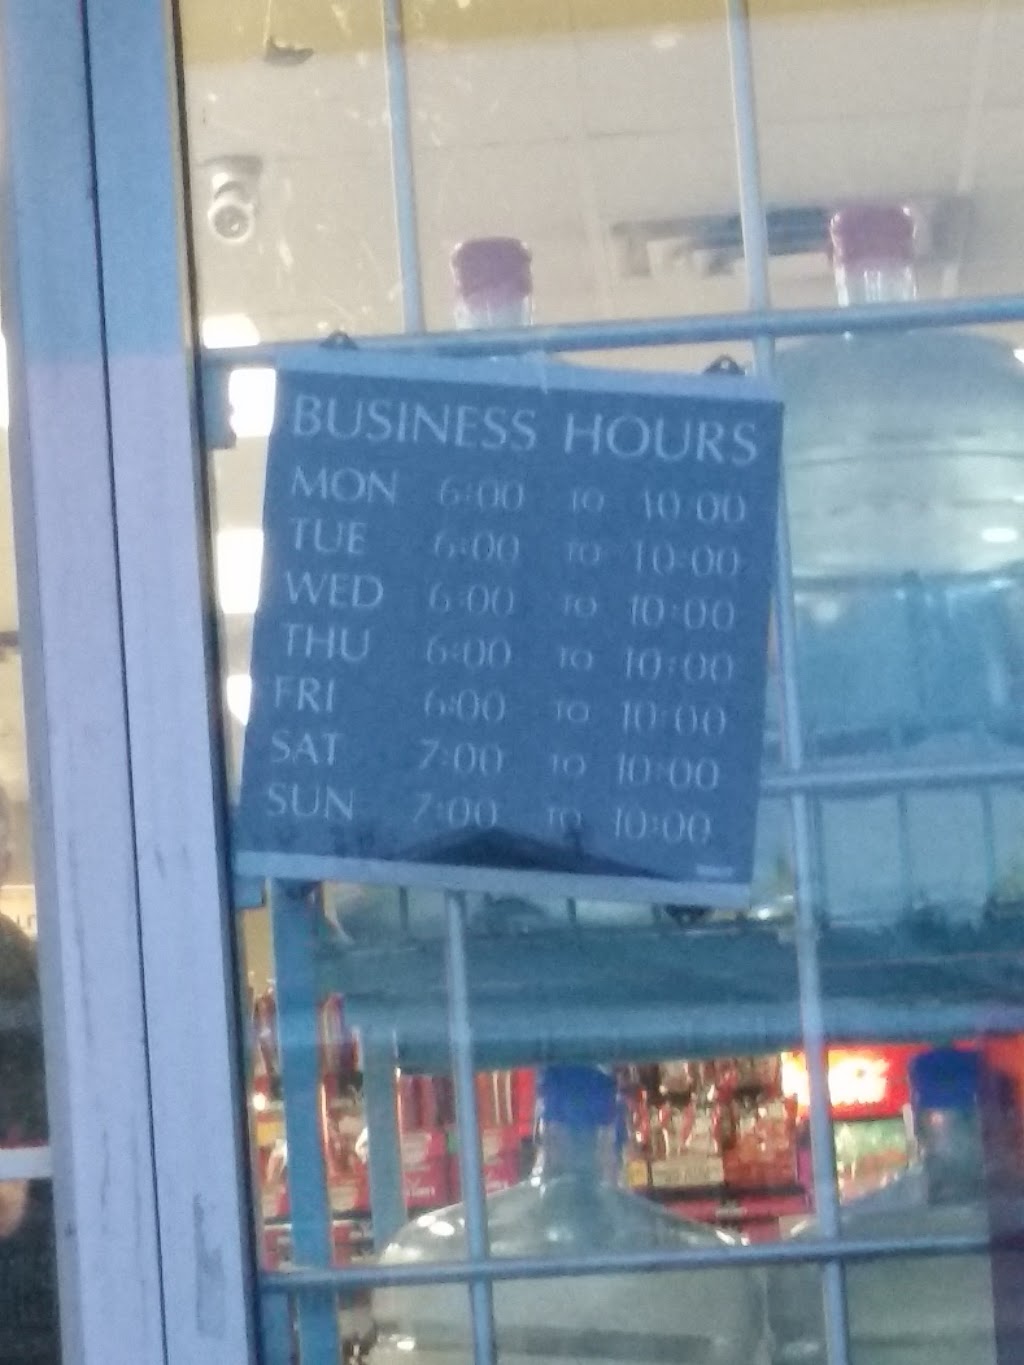 BUSINESS HOURS
MON 6:00 TO 10:00
TUE 6:00 TO 10:00
WED 6:00 TO 10:00
THU 6:00 TO 10:00
FRI 6:00 TO 10:00
SAT 7:00 TO 10:00
SUN 7:00 TO 10:00